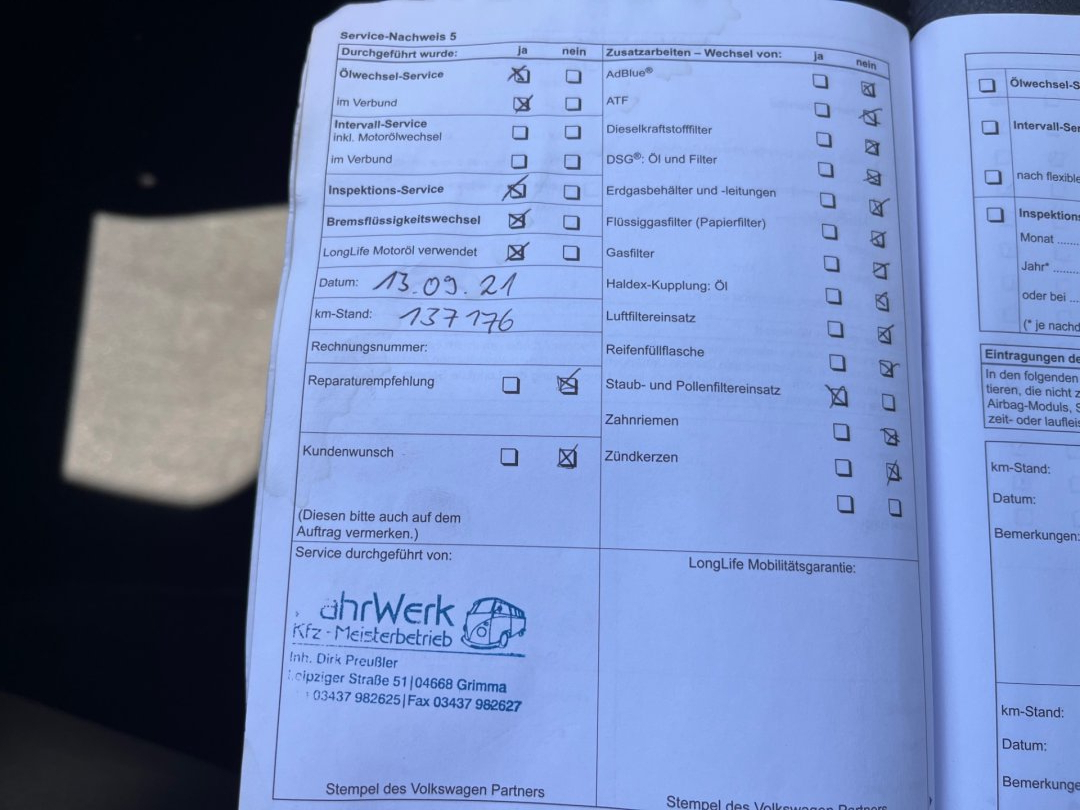 Service-Nachweis 5
Durchgeführt wurde: ja nein
Ölwechsel-Service
im Verbund
Intervall-Service
inkl. Motorölwechsel
im Verbund
Inspektions-Service
Bremsflüssigkeitswechsel
LongLife Motoröl verwendet
Datum: 13.09.21
km-Stand: 137176
Rechnungsnummer:
Reparaturempfehlung
Kundenwunsch
(Diesen bitte auch auf dem
Auftrag vermerken.)
Service durchgeführt von:
ahrWerk
Kfz - Meisterbetrieb
Inh. Dirk Preußler
eipziger Straße 51|04668 Grimma
03437 982625|Fax 03437 982627
Stempel des Volkswagen Partners
Zusatzarbeiten – Wechsel von: ja nein
AdBlue®
ATF
Dieselkraftstofffilter
DSG®: Öl und Filter
Erdgasbehälter und -leitungen
Flüssiggasfilter (Papierfilter)
Gasfilter
Haldex-Kupplung: Öl
Luftfiltereinsatz
Reifenfüllflasche
Staub- und Pollenfiltereinsatz
Zahnriemen
Zündkerzen
LongLife Mobilitätsgarantie:
Stempel des Volkswagen Partners
Ölwechsel-S
Intervall-Ser
nach flexible
Inspektions
Monat .......
Jahr* ........
oder bei ...
(* je nachd
Eintragungen de
In den folgenden
tieren, die nicht z
Airbag-Moduls, S
zeit- oder laufleis
km-Stand:
Datum:
Bemerkungen:
km-Stand:
Datum:
Bemerkunge